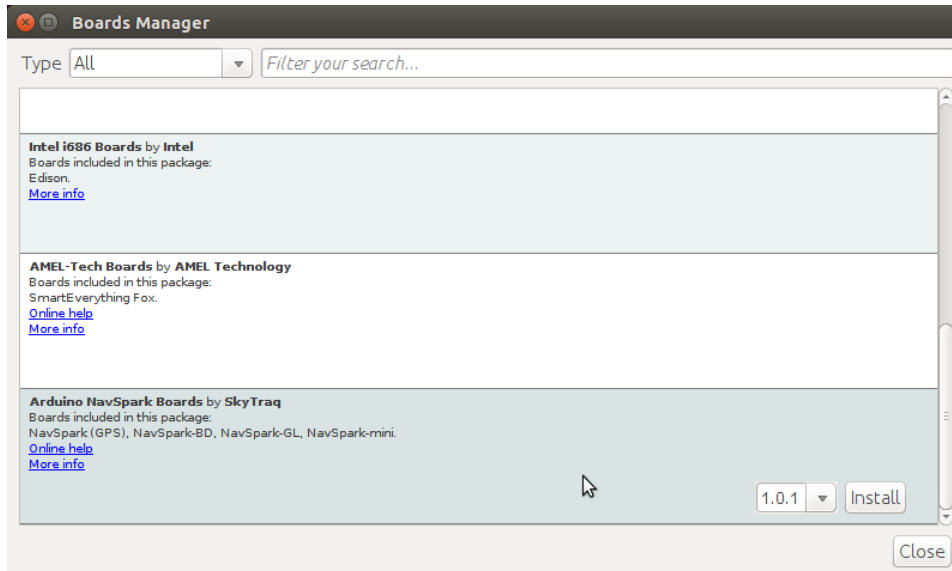 Boards Manager
Type All Filter your search...
Intel i686 Boards by Intel
Boards included in this package:
Edison.
More info
AMEL-Tech Boards by AMEL Technology
Boards included in this package:
SmartEverything Fox.
Online help
More info
Arduino NavSpark Boards by SkyTraq
Boards included in this package:
NavSpark (GPS), NavSpark-BD, NavSpark-GL, NavSpark-mini.
Online help
More info
1.0.1 Install
Close